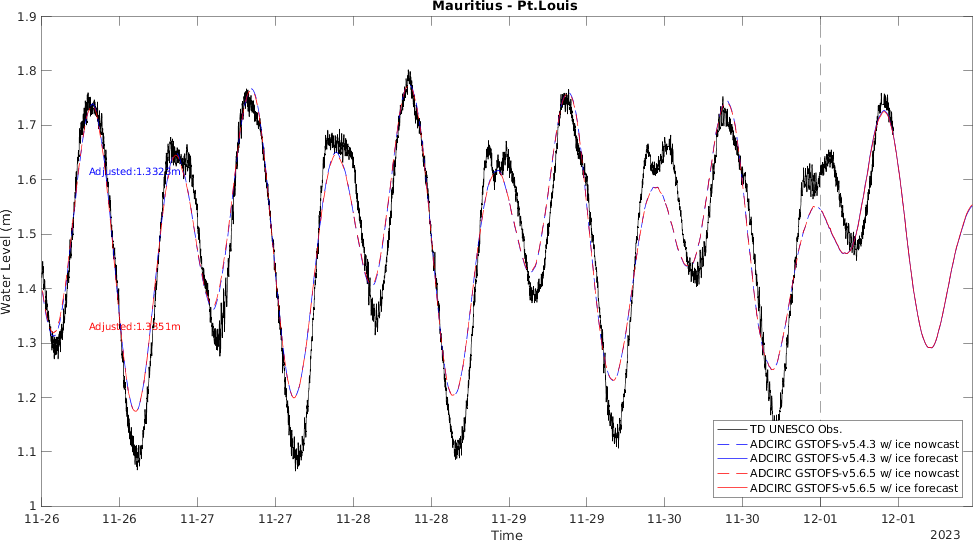 Mauritius - Pt.Louis
1.9
1.8
1.7
1.6
1.5
1.4
1.3
1.2
1.1
1
Water Level (m)
Adjusted:1.3323m
Adjusted:1.3351m
TD UNESCO Obs.
ADCIRC GSTOFS-v5.4.3 w/ ice nowcast
ADCIRC GSTOFS-v5.4.3 w/ ice forecast
ADCIRC GSTOFS-v5.6.5 w/ ice nowcast
ADCIRC GSTOFS-v5.6.5 w/ ice forecast
11-26 11-26 11-27 11-27 11-28 11-28 11-29 11-29 11-30 11-30 12-01 12-01
Time
2023